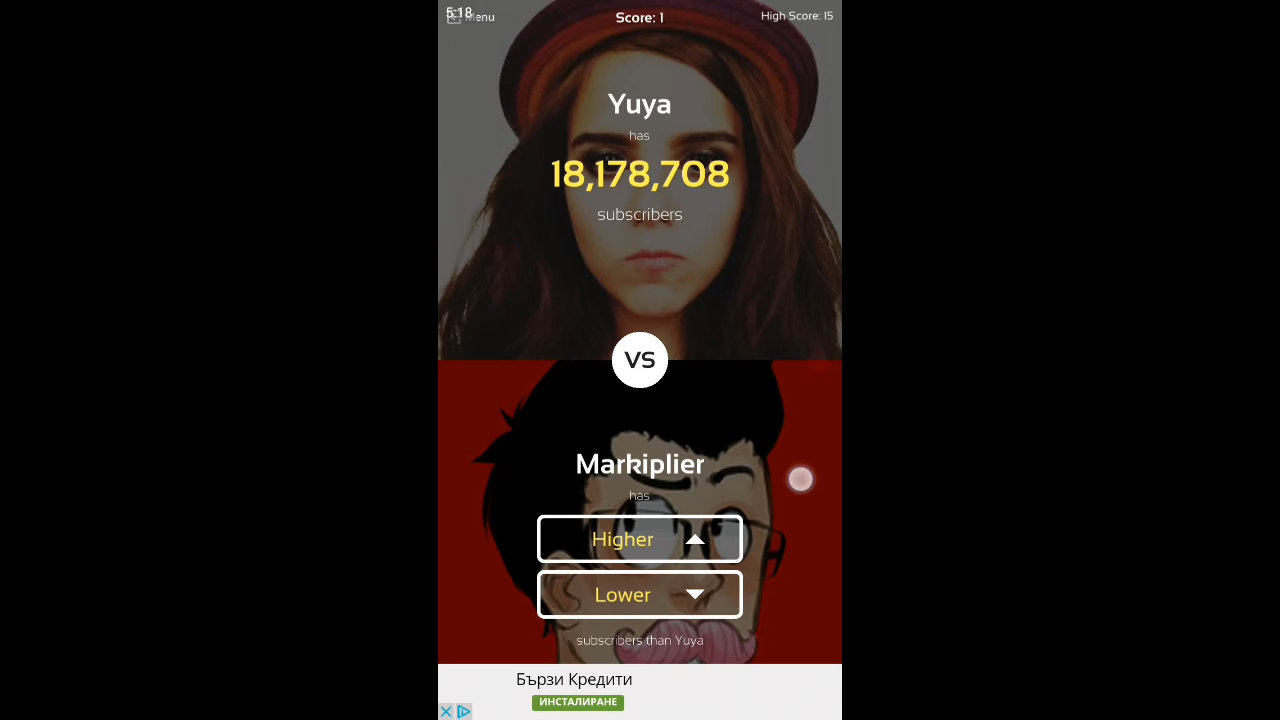 5:18
Menu
Score: 1
High Score: 15
Yuya
has
18,178,708
subscribers
VS
Markiplier
has
Higher
Lower
subscribers than Yuya
Бързи Кредити
ИНСТАЛИРАНЕ